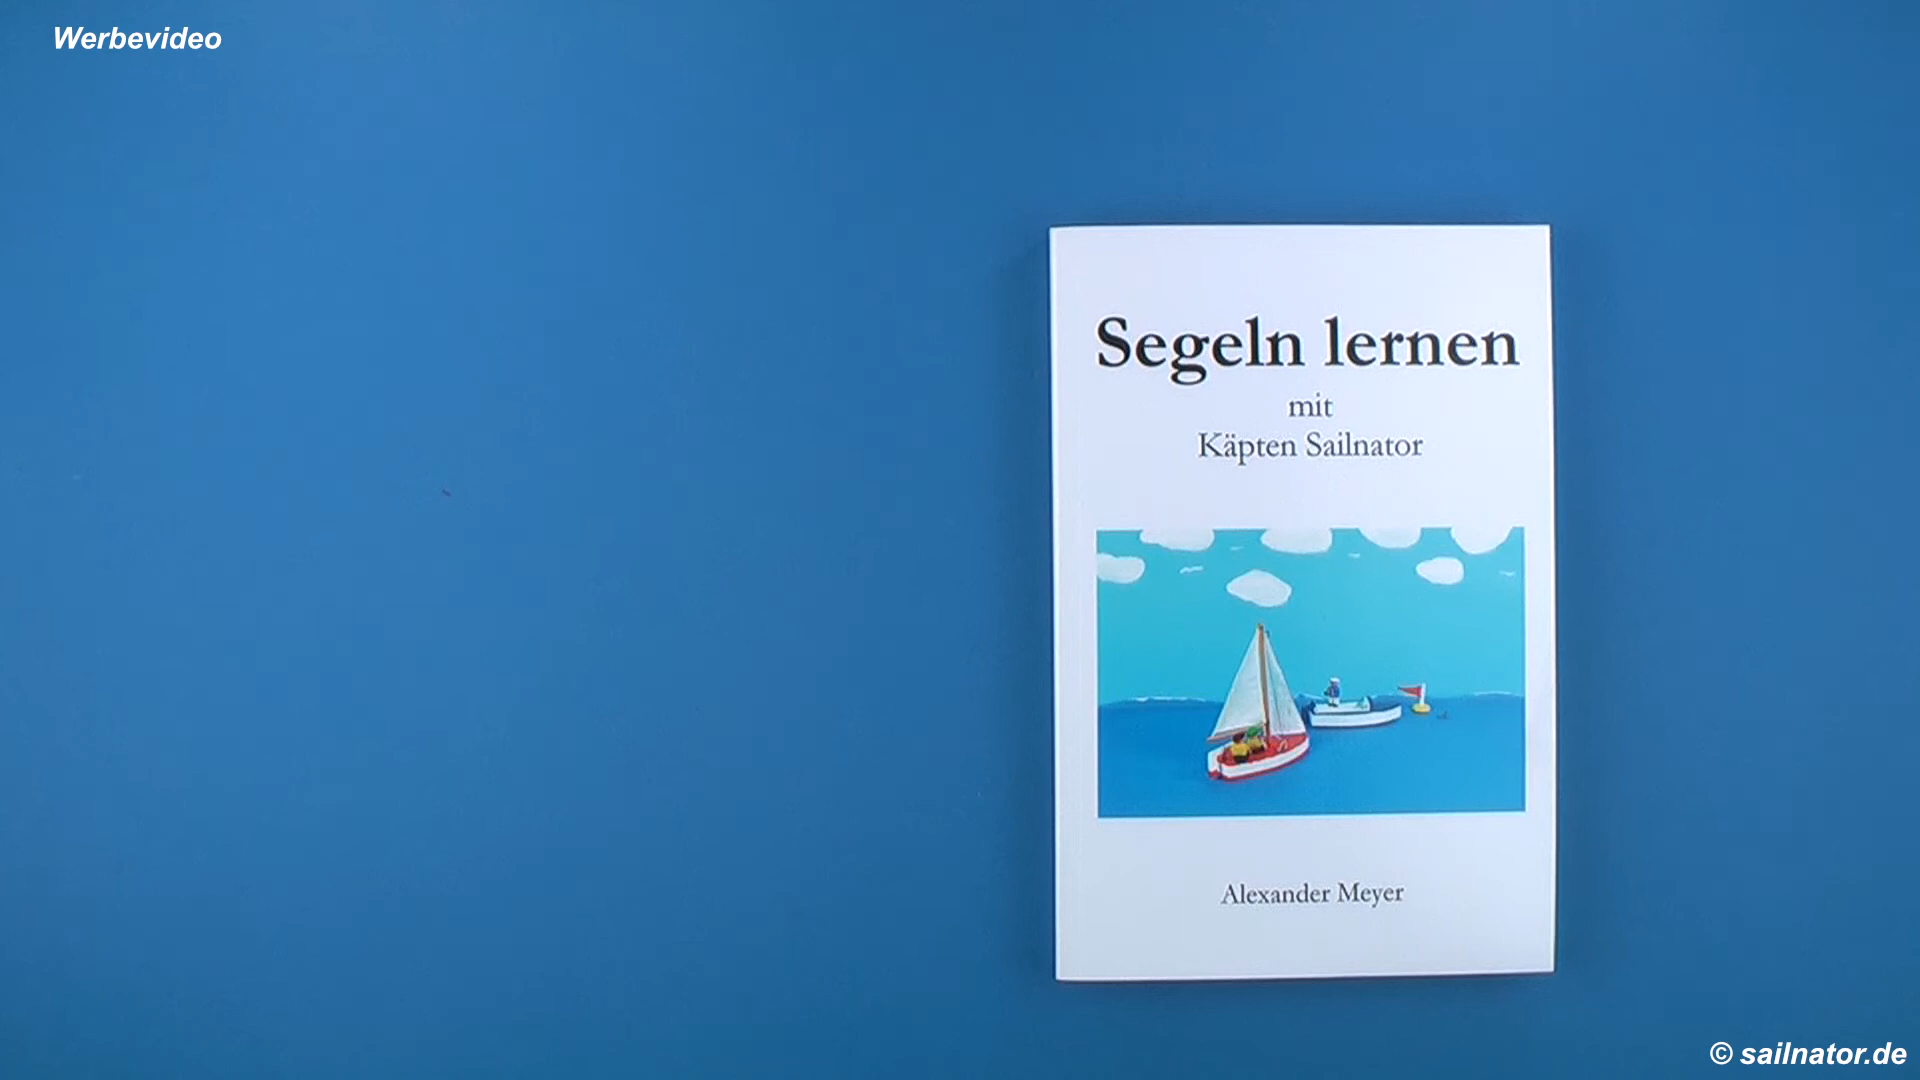 Werbevideo
Segeln lernen
mit
Käpten Sailnator
Alexander Meyer
© sailnator.de